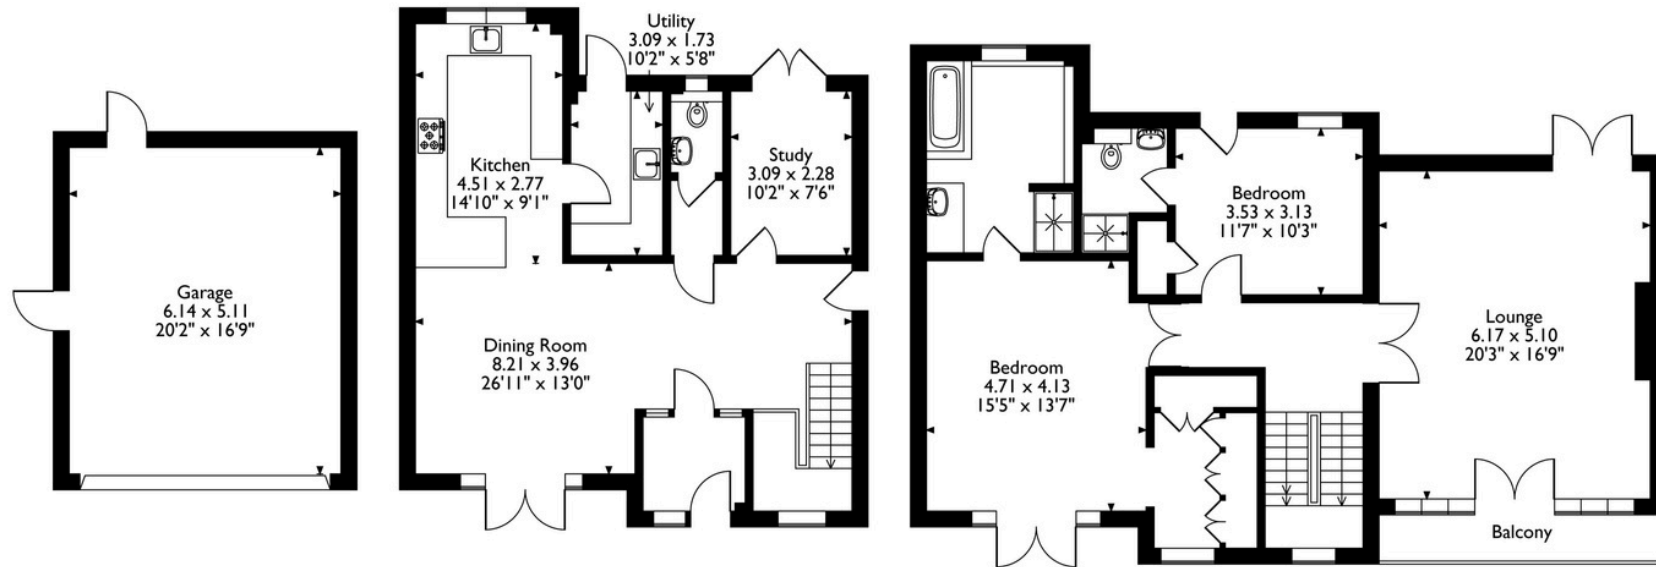 Utility
3.09 x 1.73
10'2" x 5'8"
Kitchen
4.51 x 2.77
14'10" x 9'1"
Study
3.09 x 2.28
10'2" x 7'6"
Garage
6.14 x 5.11
20'2" x 16'9"
Dining Room
8.21 x 3.96
26'11" x 13'0"
Bedroom
3.53 x 3.13
11'7" x 10'3"
Bedroom
4.71 x 4.13
15'5" x 13'7"
Lounge
6.17 x 5.10
20'3" x 16'9"
Balcony